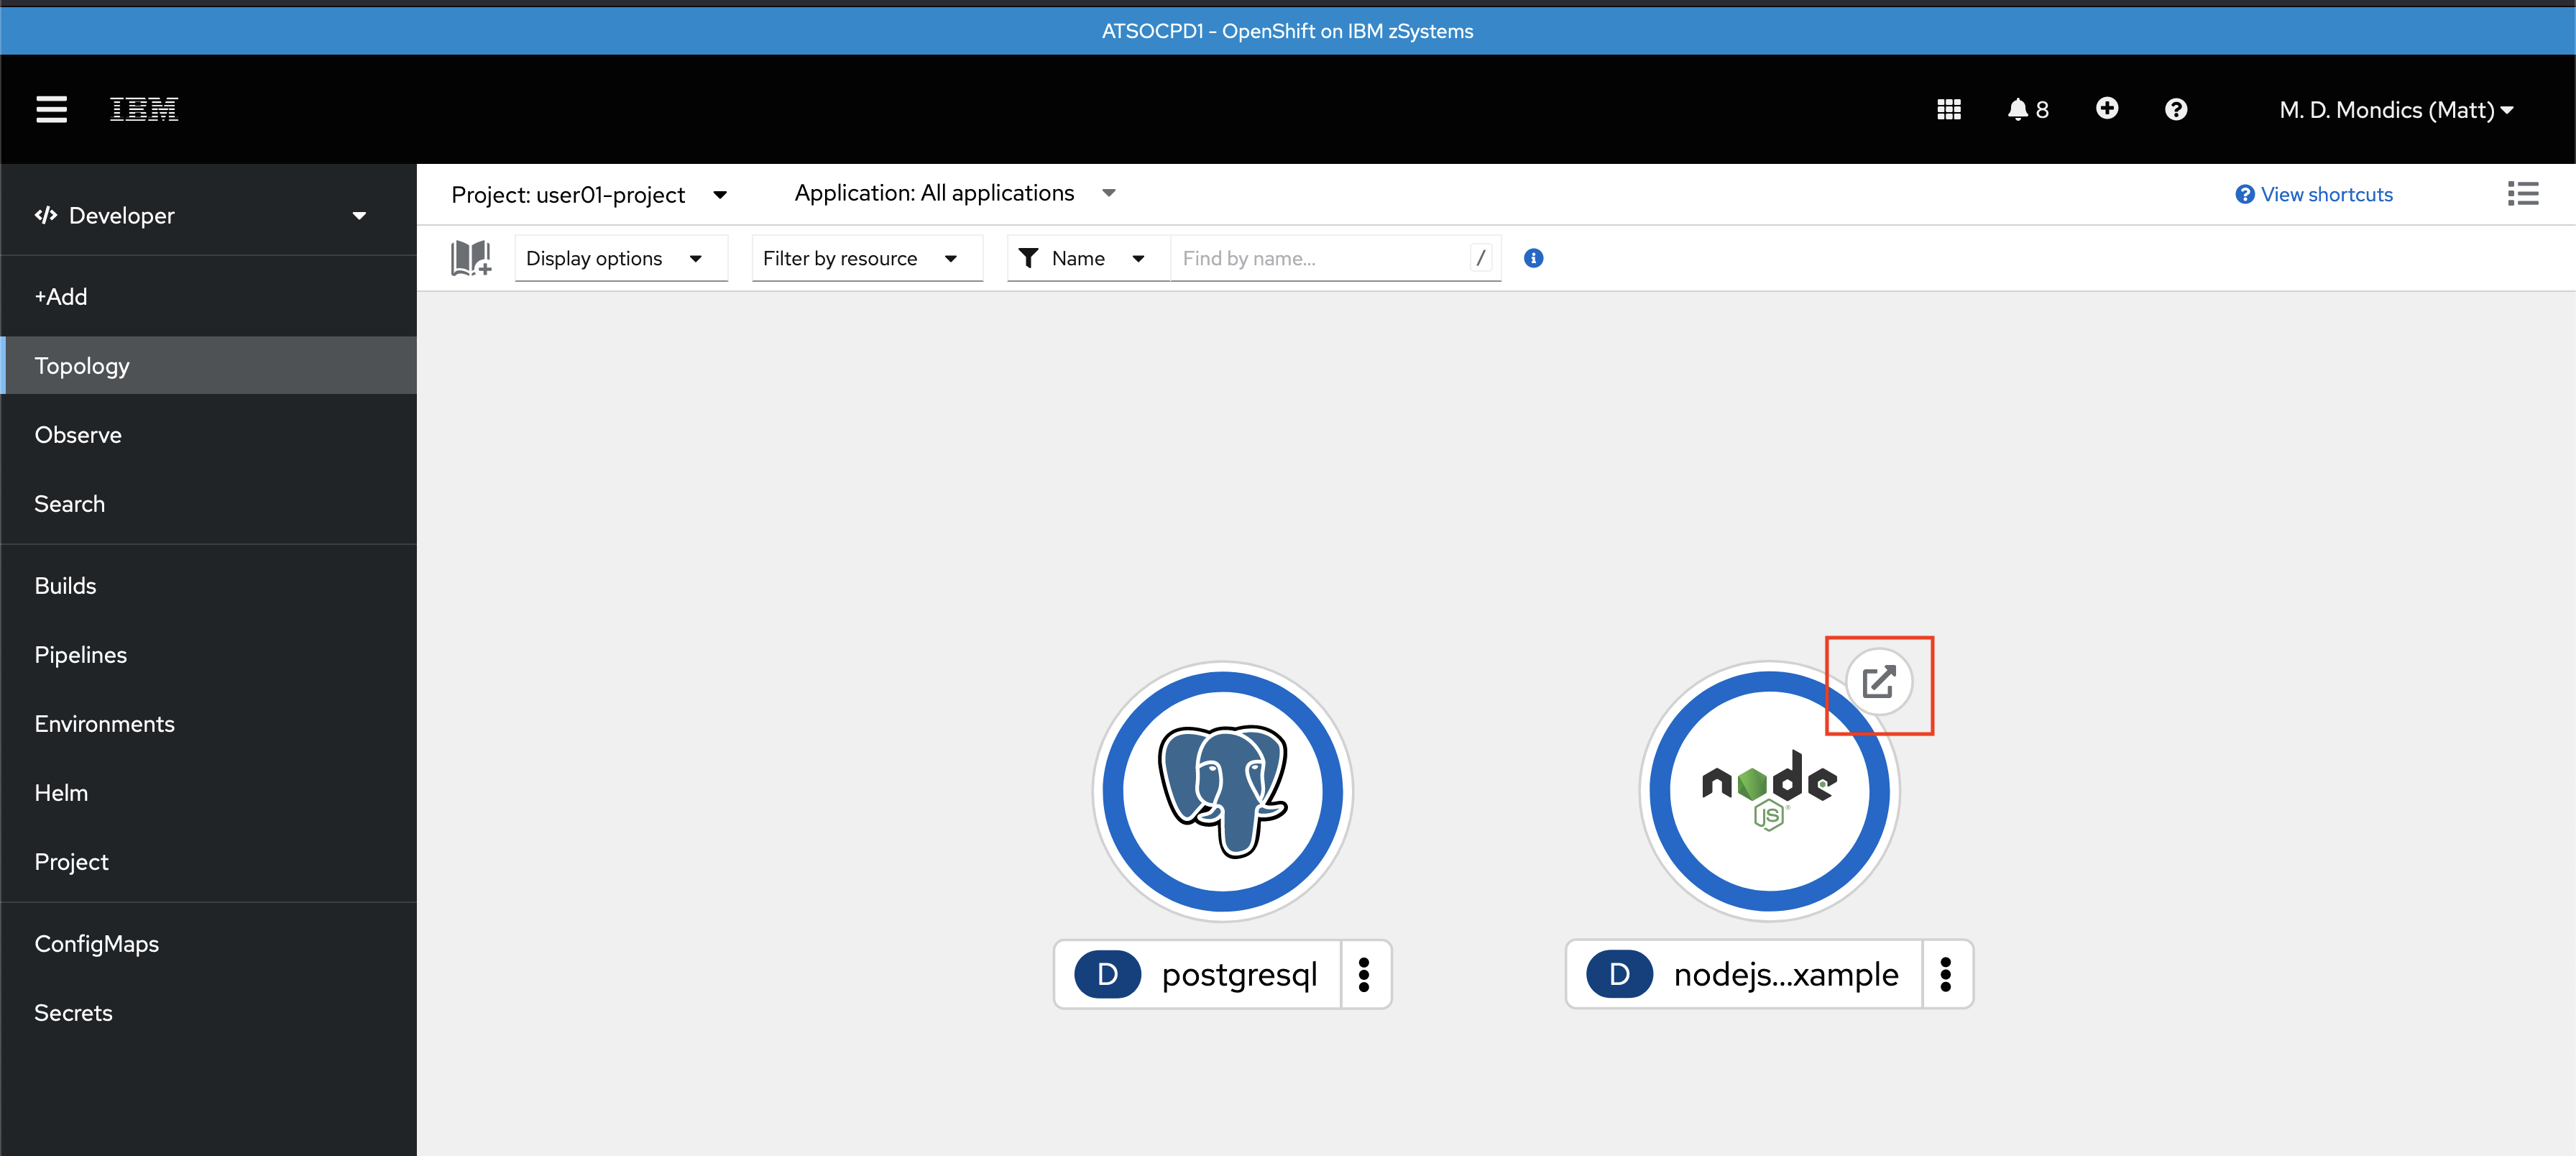 ATSOCPD1 - OpenShift on IBM zSystems
IBM
8
M. D. Mondics (Matt)
Developer
Project: user01-project
Application: All applications
View shortcuts
Display options
Filter by resource
Name
Find by name...
/
+Add
Topology
Observe
Search
Builds
Pipelines
Environments
Helm
Project
ConfigMaps
Secrets
node
JS
D postgresql
D nodejs...xample